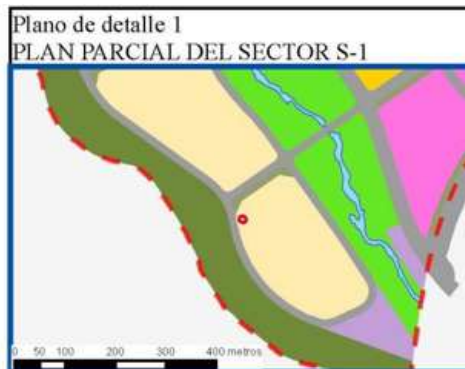 Plano de detalle 1
PLAN PARCIAL DEL SECTOR S-1
0 50 100 200 300 400 metros